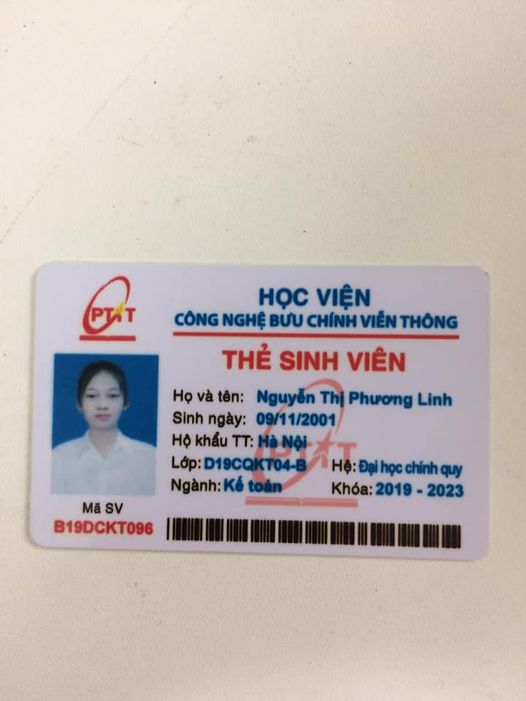 PTIT
HỌC VIỆN
CÔNG NGHỆ BƯU CHÍNH VIỄN THÔNG
THẺ SINH VIÊN
Họ và tên: Nguyễn Thị Phương Linh
Sinh ngày: 09/11/2001
Hộ khẩu TT: Hà Nội
Lớp: D19CQKT04-B Hệ: Đại học chính quy
Ngành: Kế toán Khóa: 2019 - 2023
Mã SV
B19DCKT096
PTIT